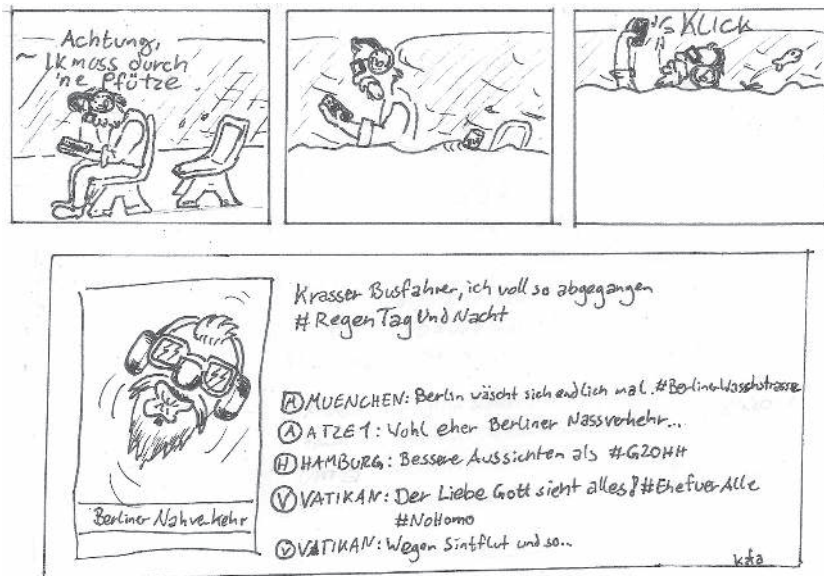 Achtung,
Ik muss durch
'ne Pfütze
KLICK
Krasser Busfahrer, ich voll so abgegangen
#RegenTagUndNacht
M MUENCHEN: Berlin wäscht sich endlich mal. #BerlinerWaschstrasse
A ATZE1: Wohl eher Berliner Nassverkehr...
H HAMBURG: Bessere Aussichten als #G20HH
V VATIKAN: Der Liebe Gott sieht alles! #EhefuerAlle
#NoHomo
V VATIKAN: Wegen Sintflut und so...
Berliner Nahverkehr